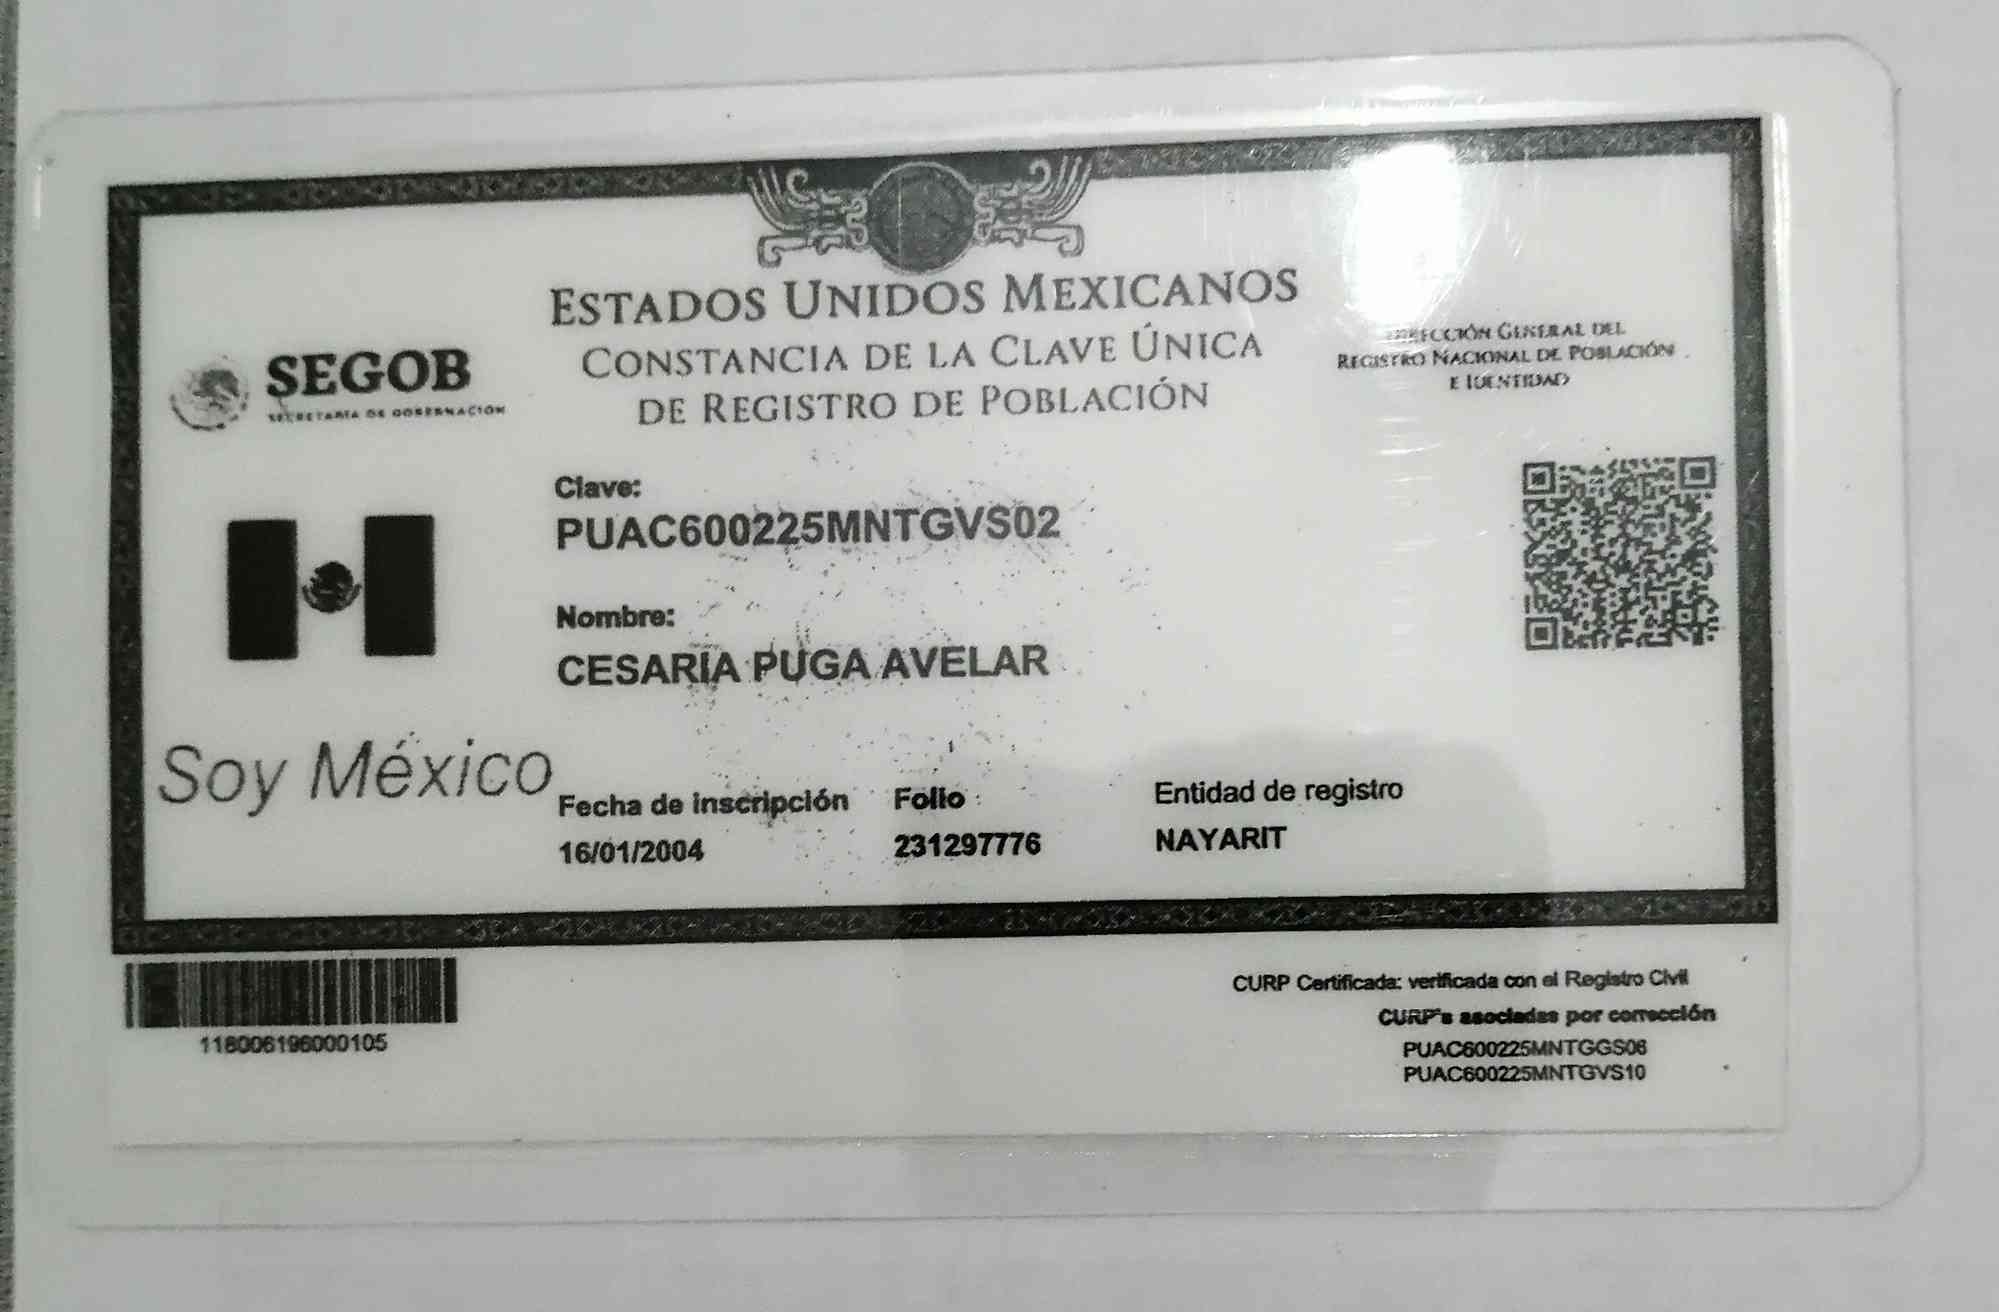 ESTADOS UNIDOS MEXICANOS
CONSTANCIA DE LA CLAVE ÚNICA
DE REGISTRO DE POBLACIÓN
SEGOB
SECRETARÍA DE GOBERNACIÓN
DIRECCIÓN GENERAL DEL
REGISTRO NACIONAL DE POBLACIÓN
E IDENTIDAD
Clave:
PUAC600225MNTGVS02
Nombre:
CESARIA PUGA AVELAR
Soy México
Fecha de inscripción Folio Entidad de registro
16/01/2004 231297776 NAYARIT
118006196000105
CURP Certificada: verificada con el Registro Civil
CURP's asociadas por corrección
PUAC600225MNTGGS06
PUAC600225MNTGVS10